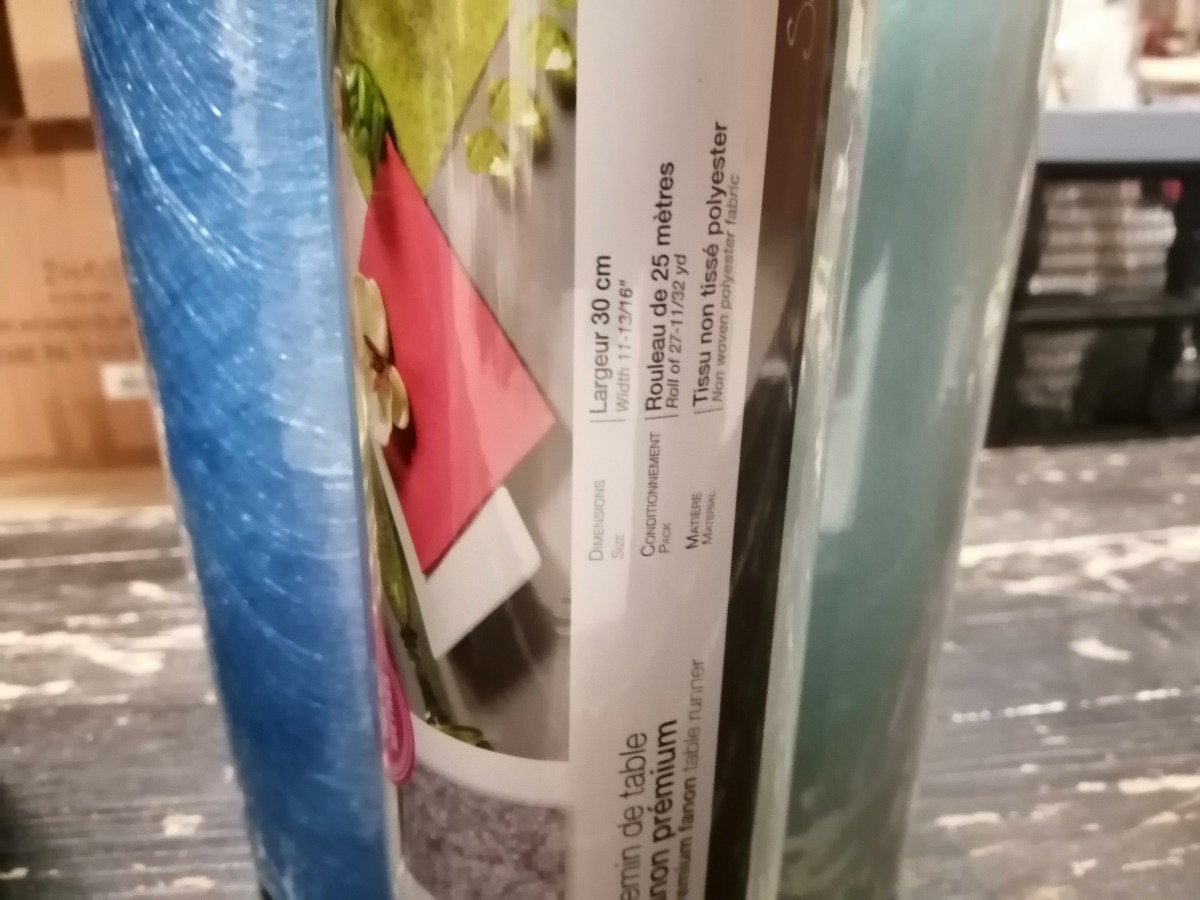 Dimensions
Size
Largeur 30 cm
Width 11-13/16"
Conditionnement
Pack
Rouleau de 25 mètres
Roll of 27-11/32 yd
Matière
Material
Tissu non tissé polyester
Non woven polyester fabric
emin de table
non prémium
emium fanon table runner